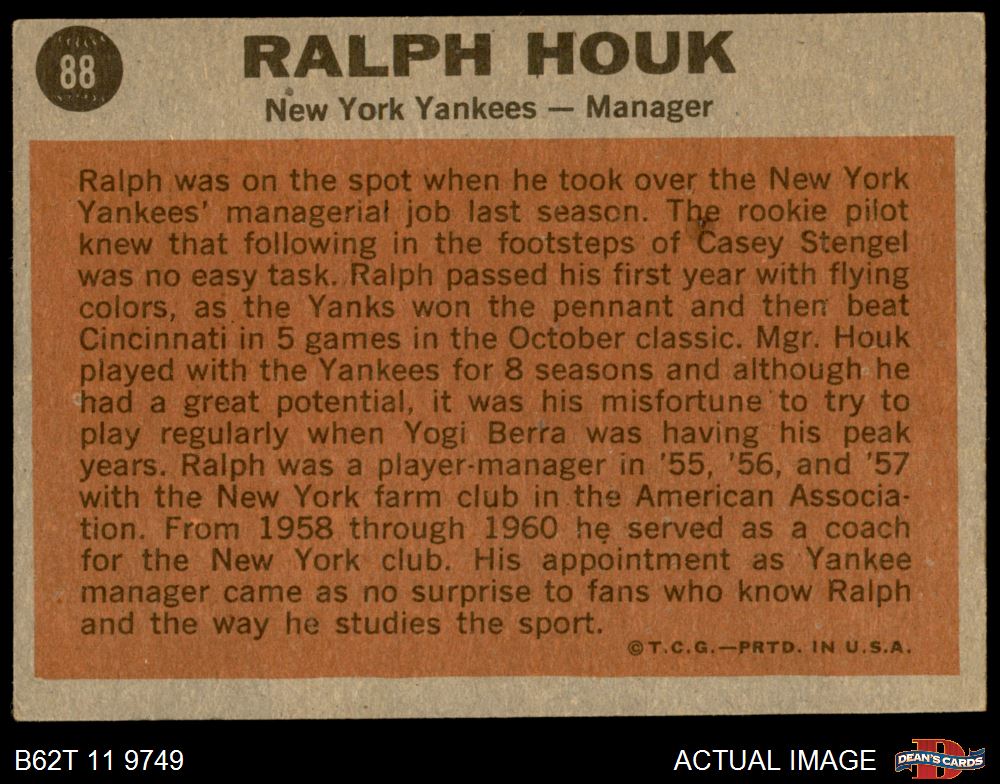 88
RALPH HOUK
New York Yankees — Manager
Ralph was on the spot when he took over the New York
Yankees' managerial job last season. The rookie pilot
knew that following in the footsteps of Casey Stengel
was no easy task. Ralph passed his first year with flying
colors, as the Yanks won the pennant and then beat
Cincinnati in 5 games in the October classic. Mgr. Houk
played with the Yankees for 8 seasons and although he
had a great potential, it was his misfortune to try to
play regularly when Yogi Berra was having his peak
years. Ralph was a player-manager in '55, '56, and '57
with the New York farm club in the American Associa-
tion. From 1958 through 1960 he served as a coach
for the New York club. His appointment as Yankee
manager came as no surprise to fans who know Ralph
and the way he studies the sport.
©T.C.G.—PRTD. IN U.S.A.
B62T 11 9749
ACTUAL IMAGE
D
DEAN'S CARDS